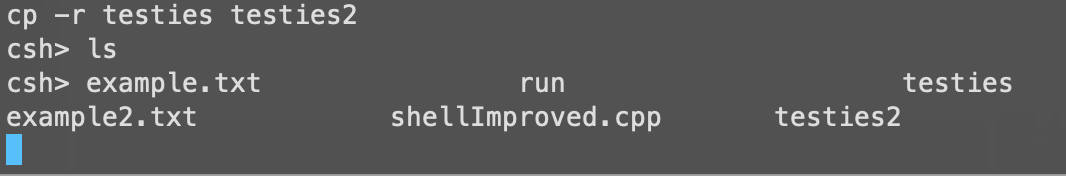 cp -r testies testies2
csh> ls
csh> example.txt run testies
example2.txt shellImproved.cpp testies2